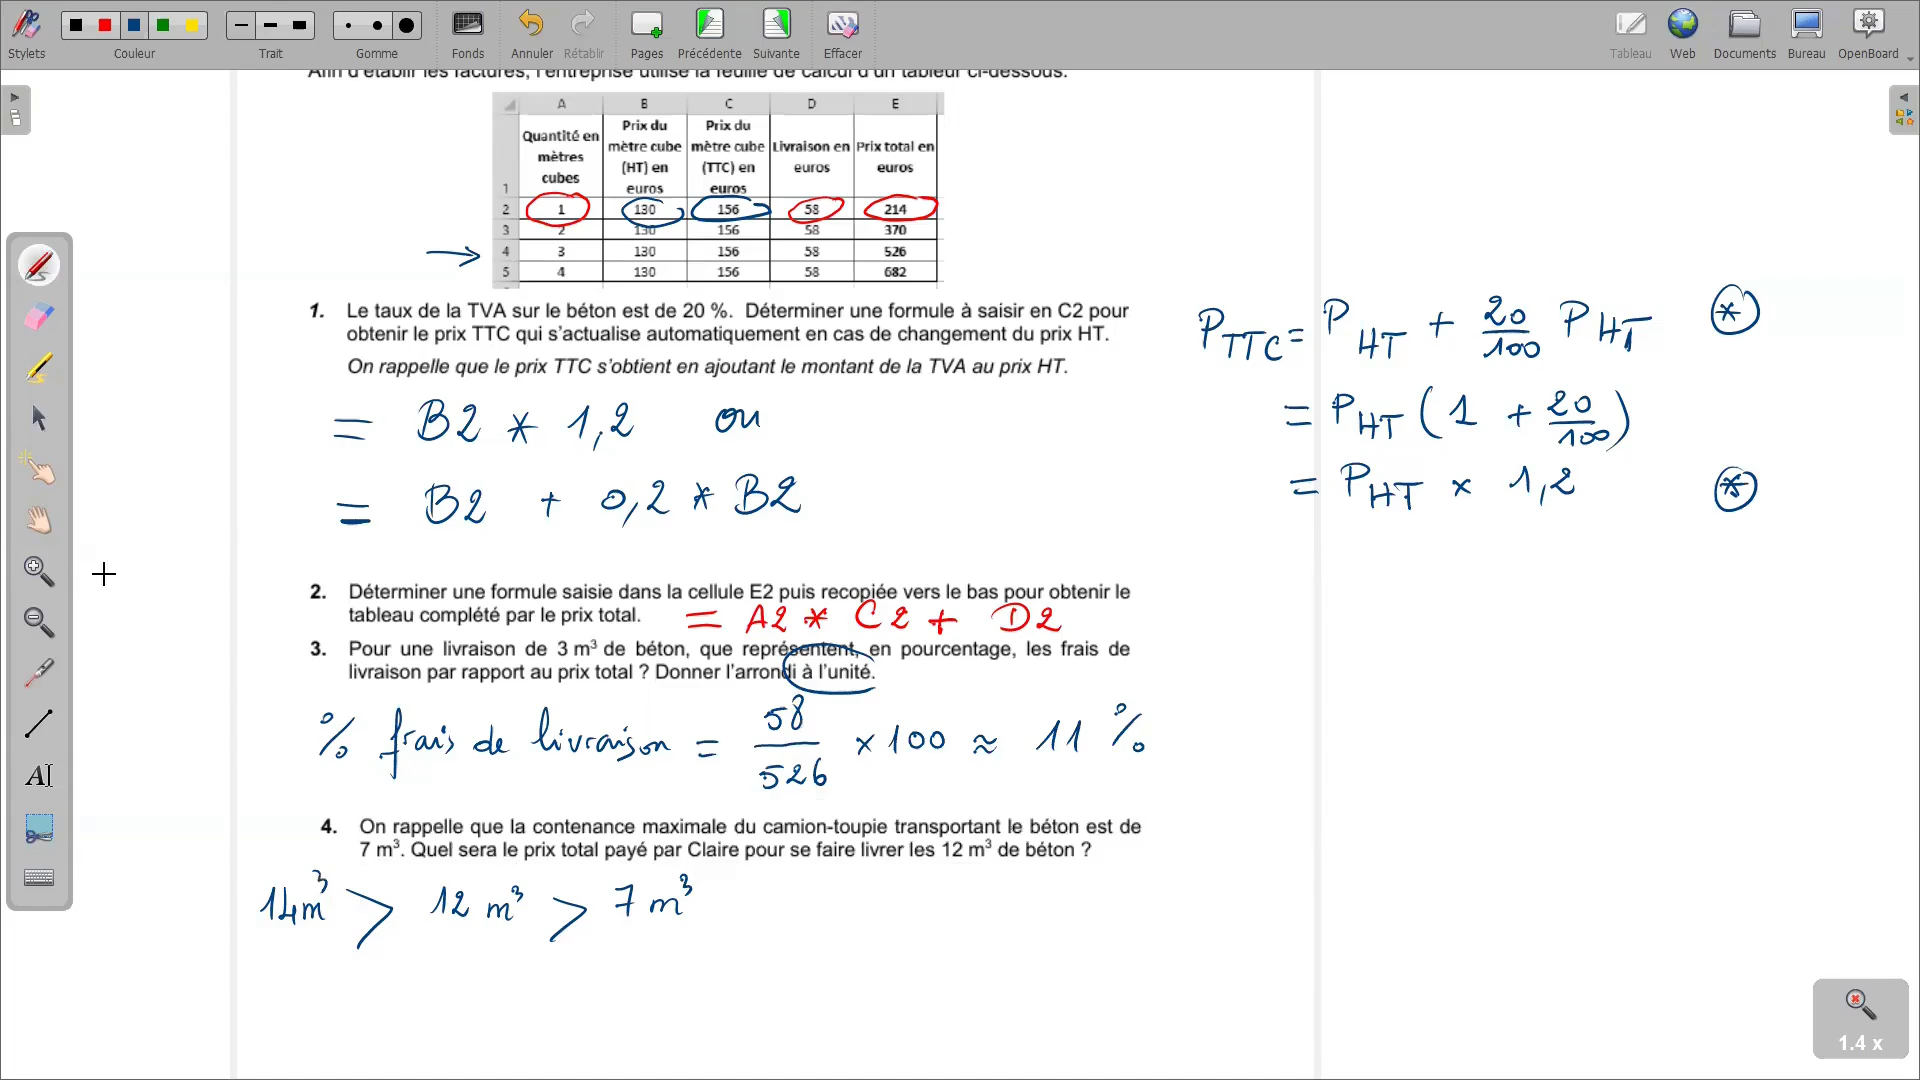 Stylets Couleur Trait Gomme Fonds Annuler Rétablir Pages Précédente Suivante Effacer Tableau Web Documents Bureau OpenBoard
Afin d'établir les factures, l'entreprise utilise la feuille de calcul d'un tableur ci-dessous.
A B C D E
1 Quantité en mètres cubes Prix du mètre cube (HT) en euros Prix du mètre cube (TTC) en euros Livraison en euros Prix total en euros
2 1 130 156 58 214
3 2 130 156 58 370
4 3 130 156 58 526
5 4 130 156 58 682
1. Le taux de la TVA sur le béton est de 20 %. Déterminer une formule à saisir en C2 pour
obtenir le prix TTC qui s'actualise automatiquement en cas de changement du prix HT.
On rappelle que le prix TTC s'obtient en ajoutant le montant de la TVA au prix HT.
= B2 * 1,2 ou
= B2 + 0,2 * B2
P TTC = P HT + 20/100 P HT *
= P HT (1 + 20/100)
= P HT × 1,2 *
2. Déterminer une formule saisie dans la cellule E2 puis recopiée vers le bas pour obtenir le
tableau complété par le prix total. = A2 * C2 + D2
3. Pour une livraison de 3 m³ de béton, que représentent, en pourcentage, les frais de
livraison par rapport au prix total ? Donner l'arrondi à l'unité.
% frais de livraison = 58/526 × 100 ≈ 11 %
4. On rappelle que la contenance maximale du camion-toupie transportant le béton est de
7 m³. Quel sera le prix total payé par Claire pour se faire livrer les 12 m³ de béton ?
14m³ > 12 m³ > 7 m³
AI
1.4 x